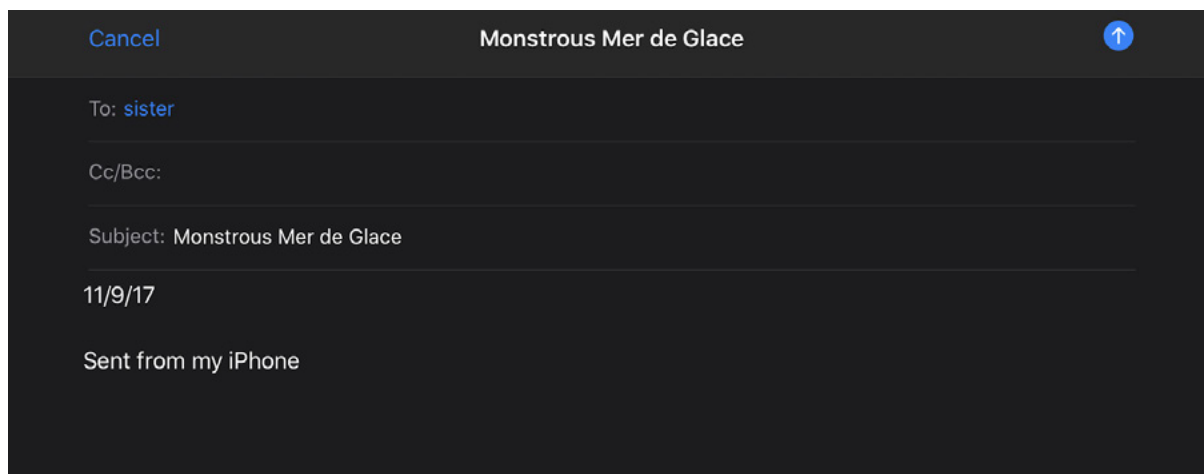 Cancel Monstrous Mer de Glace
To: sister
Cc/Bcc:
Subject: Monstrous Mer de Glace
11/9/17
Sent from my iPhone